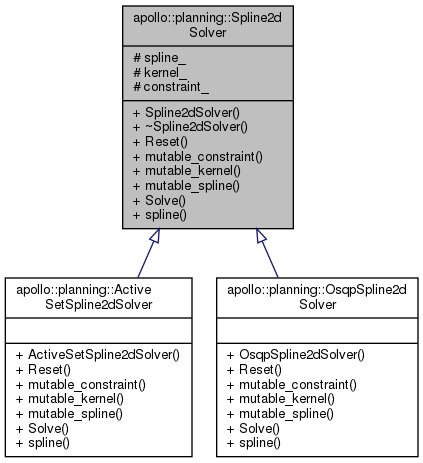 apollo::planning::Spline2d
Solver
# spline_
# kernel_
# constraint_
+ Spline2dSolver()
+ ~Spline2dSolver()
+ Reset()
+ mutable_constraint()
+ mutable_kernel()
+ mutable_spline()
+ Solve()
+ spline()
apollo::planning::Active
SetSpline2dSolver
+ ActiveSetSpline2dSolver()
+ Reset()
+ mutable_constraint()
+ mutable_kernel()
+ mutable_spline()
+ Solve()
+ spline()
apollo::planning::OsqpSpline2d
Solver
+ OsqpSpline2dSolver()
+ Reset()
+ mutable_constraint()
+ mutable_kernel()
+ mutable_spline()
+ Solve()
+ spline()